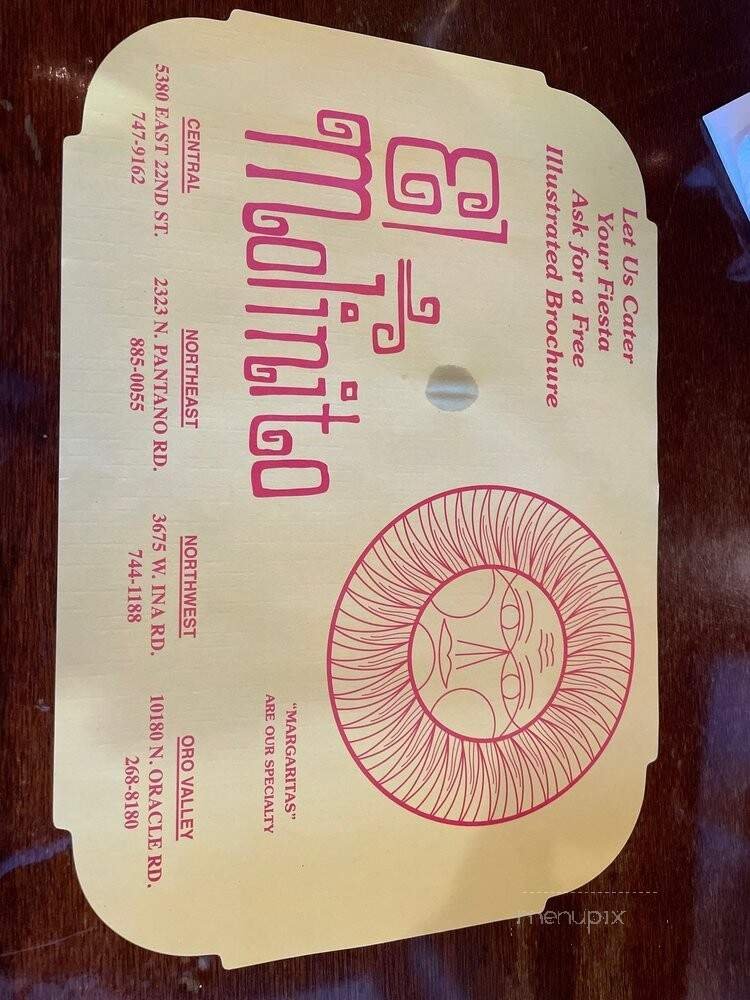 Let Us Cater
Your Fiesta
Ask for a Free
Illustrated Brochure
El
Molinito
"MARGARITAS"
ARE OUR SPECIALTY
CENTRAL
5380 EAST 22ND ST.
747-9162
NORTHEAST
2323 N. PANTANO RD.
885-0055
NORTHWEST
3675 W. INA RD.
744-1188
ORO VALLEY
10180 N. ORACLE RD.
268-8180
menupix